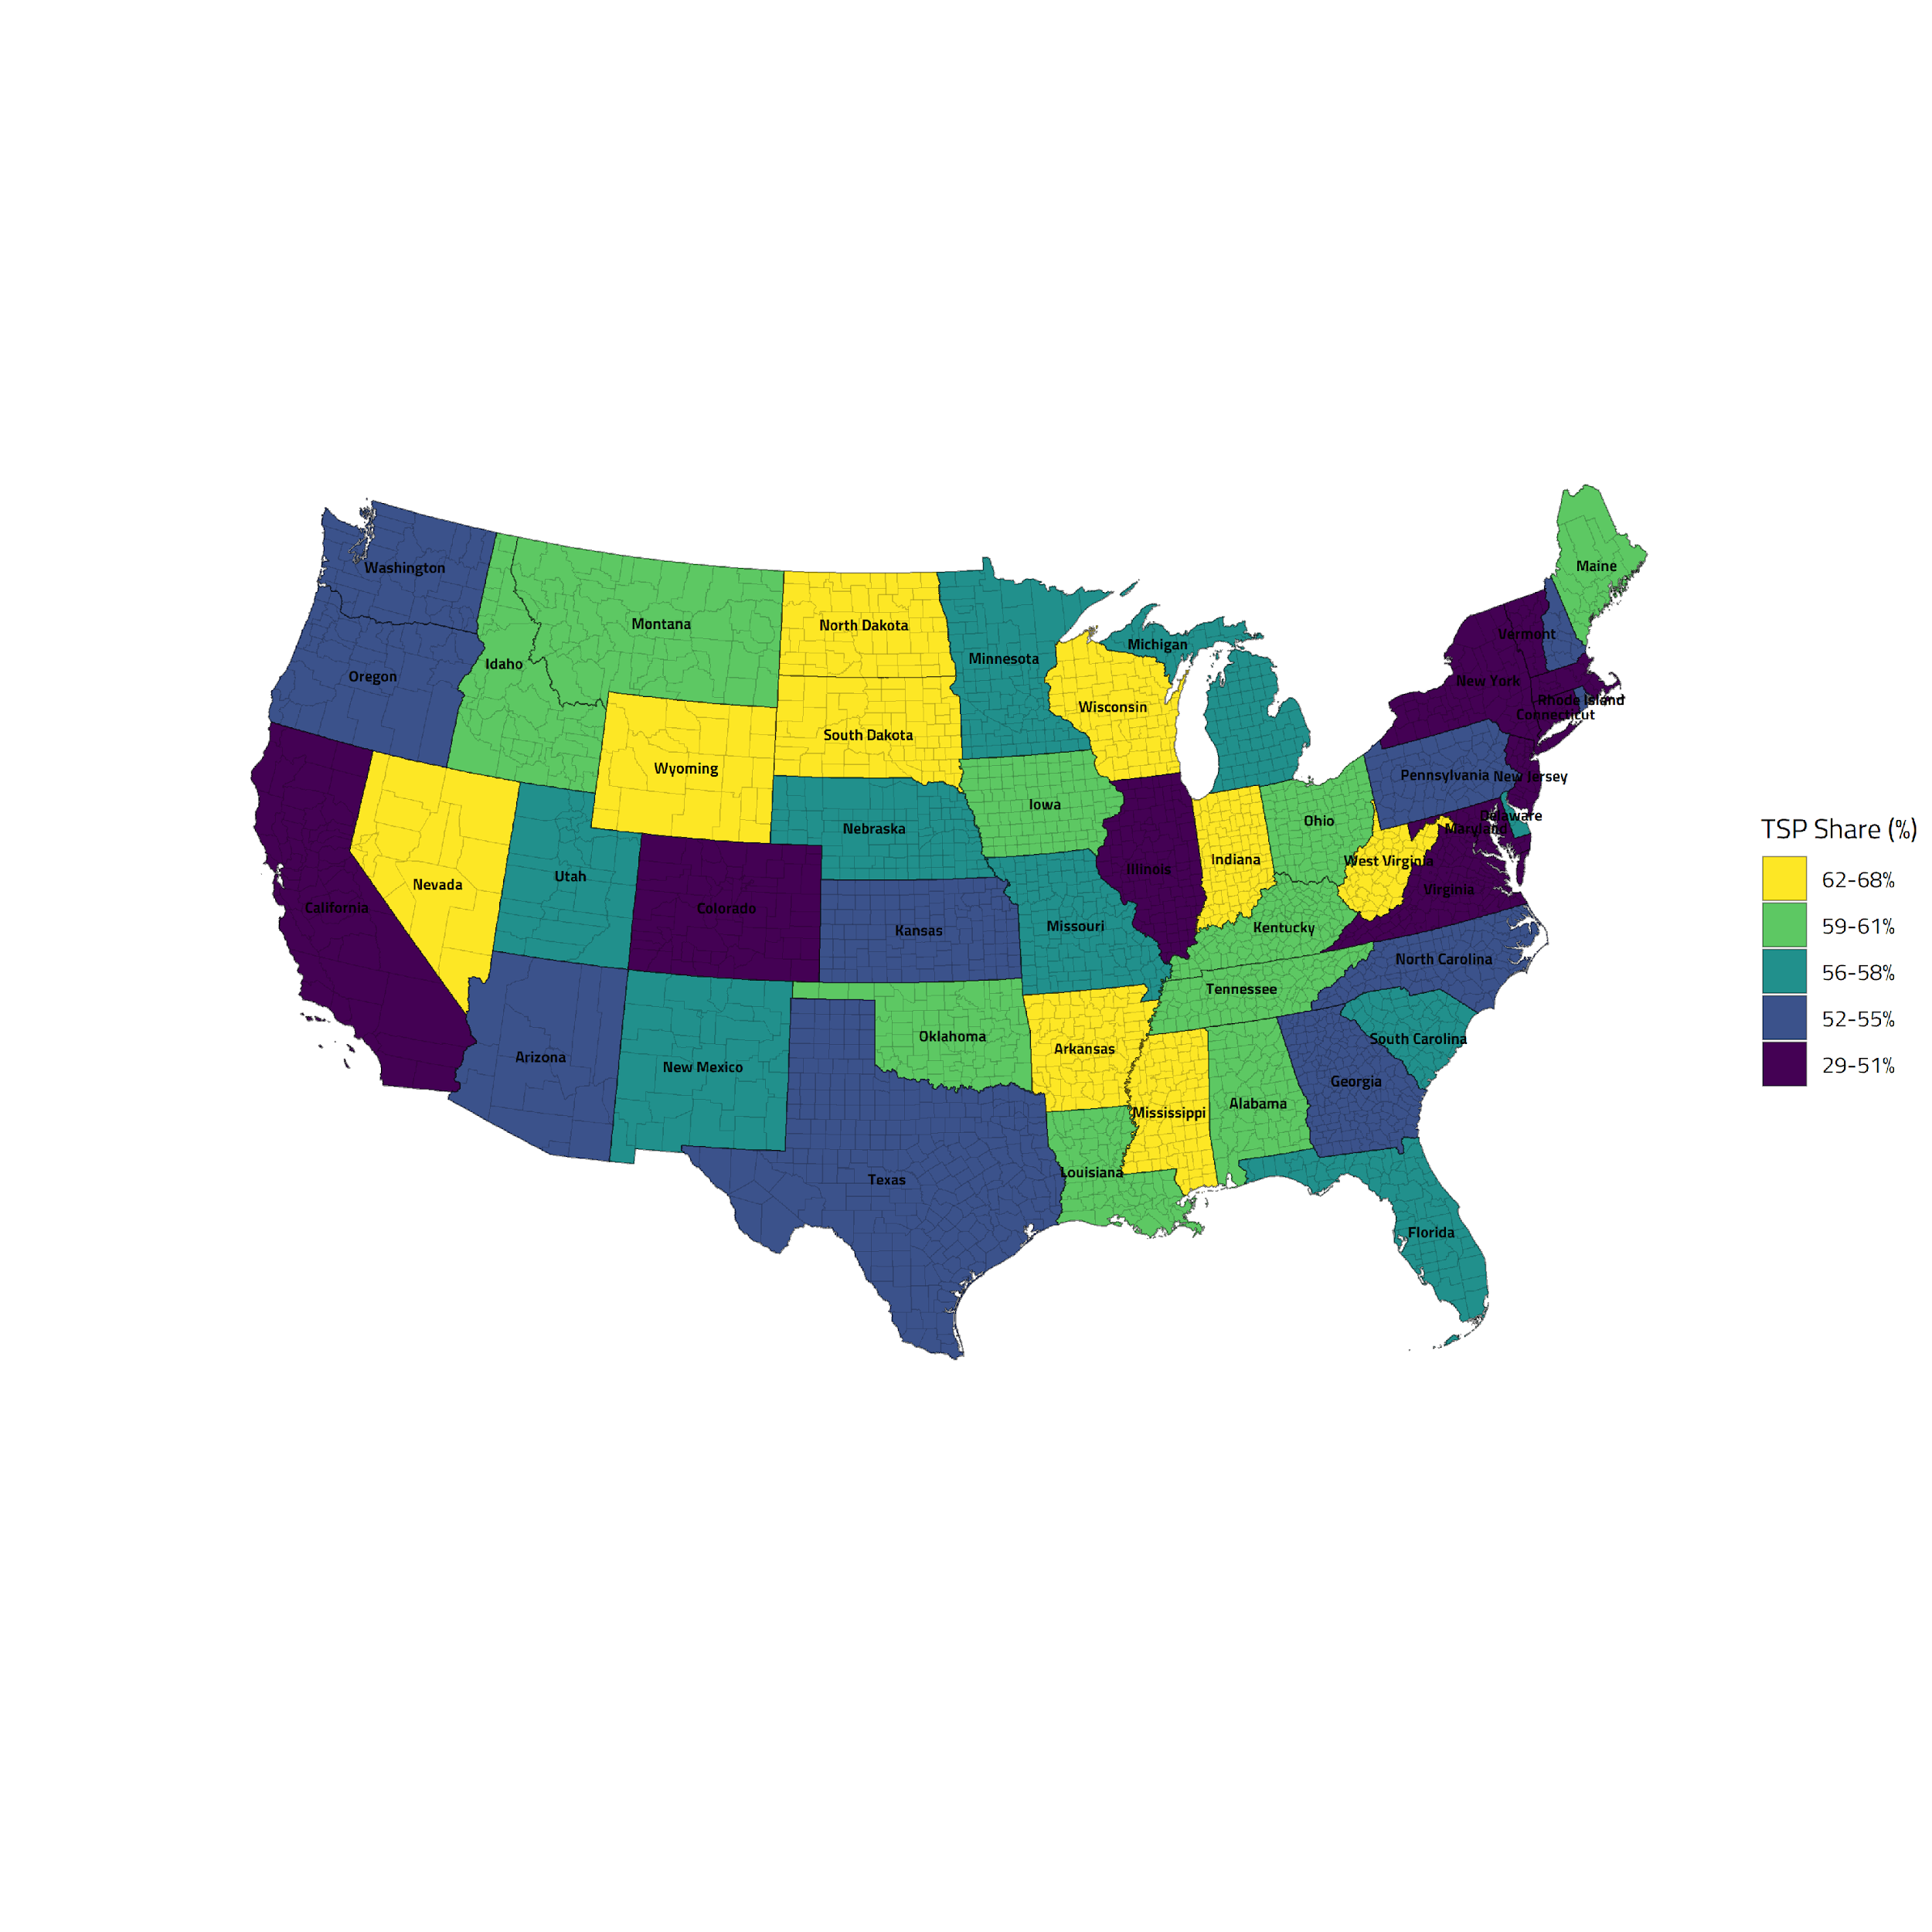 Maine
Washington
Montana
North Dakota
Vermont
Michigan
Minnesota
Idaho
Oregon
New York
Rhode Island
Wisconsin
Connecticut
South Dakota
Wyoming
Pennsylvania
New Jersey
Iowa
Delaware
Ohio
Nebraska
Maryland
TSP Share (%)
Indiana
West Virginia
Illinois
Utah
62-68%
Nevada
Virginia
California
Colorado
59-61%
Missouri
Kentucky
Kansas
North Carolina
56-58%
Tennessee
52-55%
Oklahoma
South Carolina
Arkansas
Arizona
New Mexico
29-51%
Georgia
Alabama
Mississippi
Louisiana
Texas
Florida